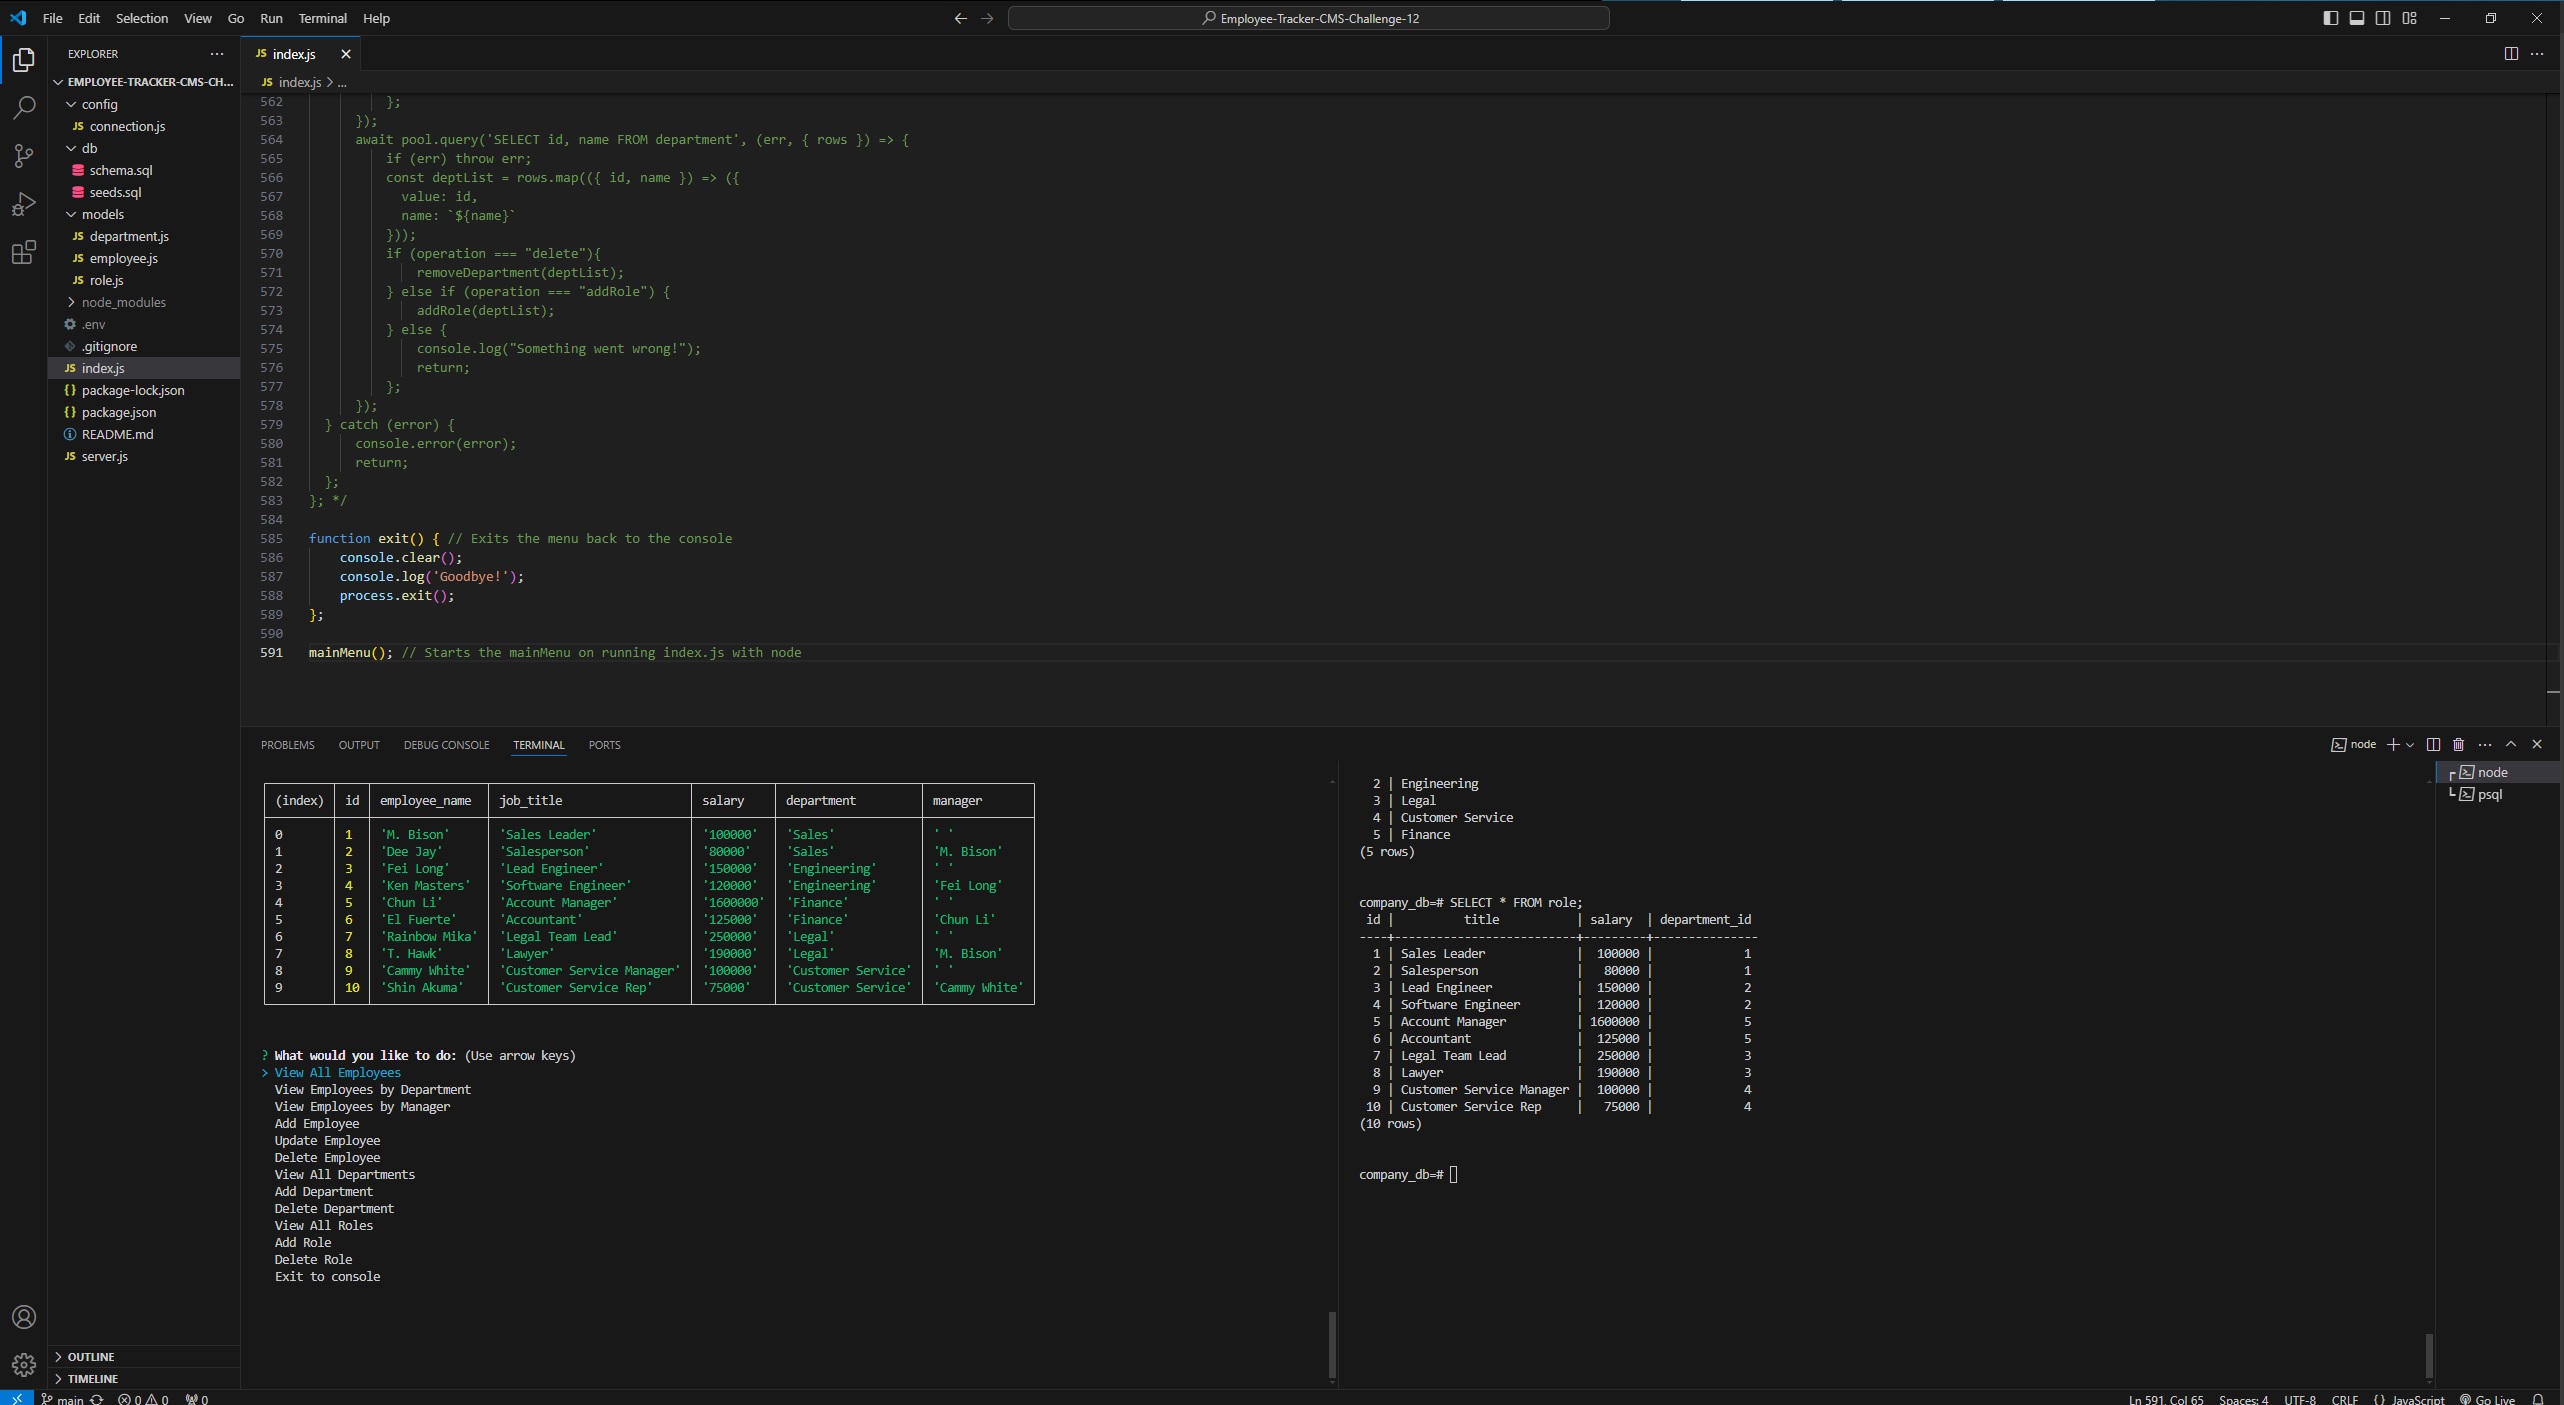 File Edit Selection View Go Run Terminal Help
Employee-Tracker-CMS-Challenge-12
EXPLORER
EMPLOYEE-TRACKER-CMS-CH...
config
JS connection.js
db
schema.sql
seeds.sql
models
JS department.js
JS employee.js
JS role.js
node_modules
.env
.gitignore
JS index.js
{} package-lock.json
{} package.json
README.md
JS server.js
OUTLINE
TIMELINE
JS index.js
JS index.js > ...
562 };
563 });
564 await pool.query('SELECT id, name FROM department', (err, { rows }) => {
565 if (err) throw err;
566 const deptList = rows.map(({ id, name }) => ({
567 value: id,
568 name: `${name}`
569 }));
570 if (operation === "delete"){
571 removeDepartment(deptList);
572 } else if (operation === "addRole") {
573 addRole(deptList);
574 } else {
575 console.log("Something went wrong!");
576 return;
577 };
578 });
579 } catch (error) {
580 console.error(error);
581 return;
582 };
583 }; */
584
585 function exit() { // Exits the menu back to the console
586 console.clear();
587 console.log('Goodbye!');
588 process.exit();
589 };
590
591 mainMenu(); // Starts the mainMenu on running index.js with node
PROBLEMS OUTPUT DEBUG CONSOLE TERMINAL PORTS
node
(index) id employee_name job_title salary department manager
0 1 'M. Bison' 'Sales Leader' '100000' 'Sales' ' '
1 2 'Dee Jay' 'Salesperson' '80000' 'Sales' 'M. Bison'
2 3 'Fei Long' 'Lead Engineer' '150000' 'Engineering' ' '
3 4 'Ken Masters' 'Software Engineer' '120000' 'Engineering' 'Fei Long'
4 5 'Chun Li' 'Account Manager' '1600000' 'Finance' ' '
5 6 'El Fuerte' 'Accountant' '125000' 'Finance' 'Chun Li'
6 7 'Rainbow Mika' 'Legal Team Lead' '250000' 'Legal' ' '
7 8 'T. Hawk' 'Lawyer' '190000' 'Legal' 'M. Bison'
8 9 'Cammy White' 'Customer Service Manager' '100000' 'Customer Service' ' '
9 10 'Shin Akuma' 'Customer Service Rep' '75000' 'Customer Service' 'Cammy White'
? What would you like to do: (Use arrow keys)
> View All Employees
View Employees by Department
View Employees by Manager
Add Employee
Update Employee
Delete Employee
View All Departments
Add Department
Delete Department
View All Roles
Add Role
Delete Role
Exit to console
2 | Engineering
3 | Legal
4 | Customer Service
5 | Finance
(5 rows)
company_db=# SELECT * FROM role;
id | title | salary | department_id
----+--------------------------+---------+---------------
1 | Sales Leader | 100000 | 1
2 | Salesperson | 80000 | 1
3 | Lead Engineer | 150000 | 2
4 | Software Engineer | 120000 | 2
5 | Account Manager | 1600000 | 5
6 | Accountant | 125000 | 5
7 | Legal Team Lead | 250000 | 3
8 | Lawyer | 190000 | 3
9 | Customer Service Manager | 100000 | 4
10 | Customer Service Rep | 75000 | 4
(10 rows)
company_db=#
node
psql
main 0 0 0
Ln 591, Col 65 Spaces: 4 UTF-8 CRLF {} JavaScript Go Live